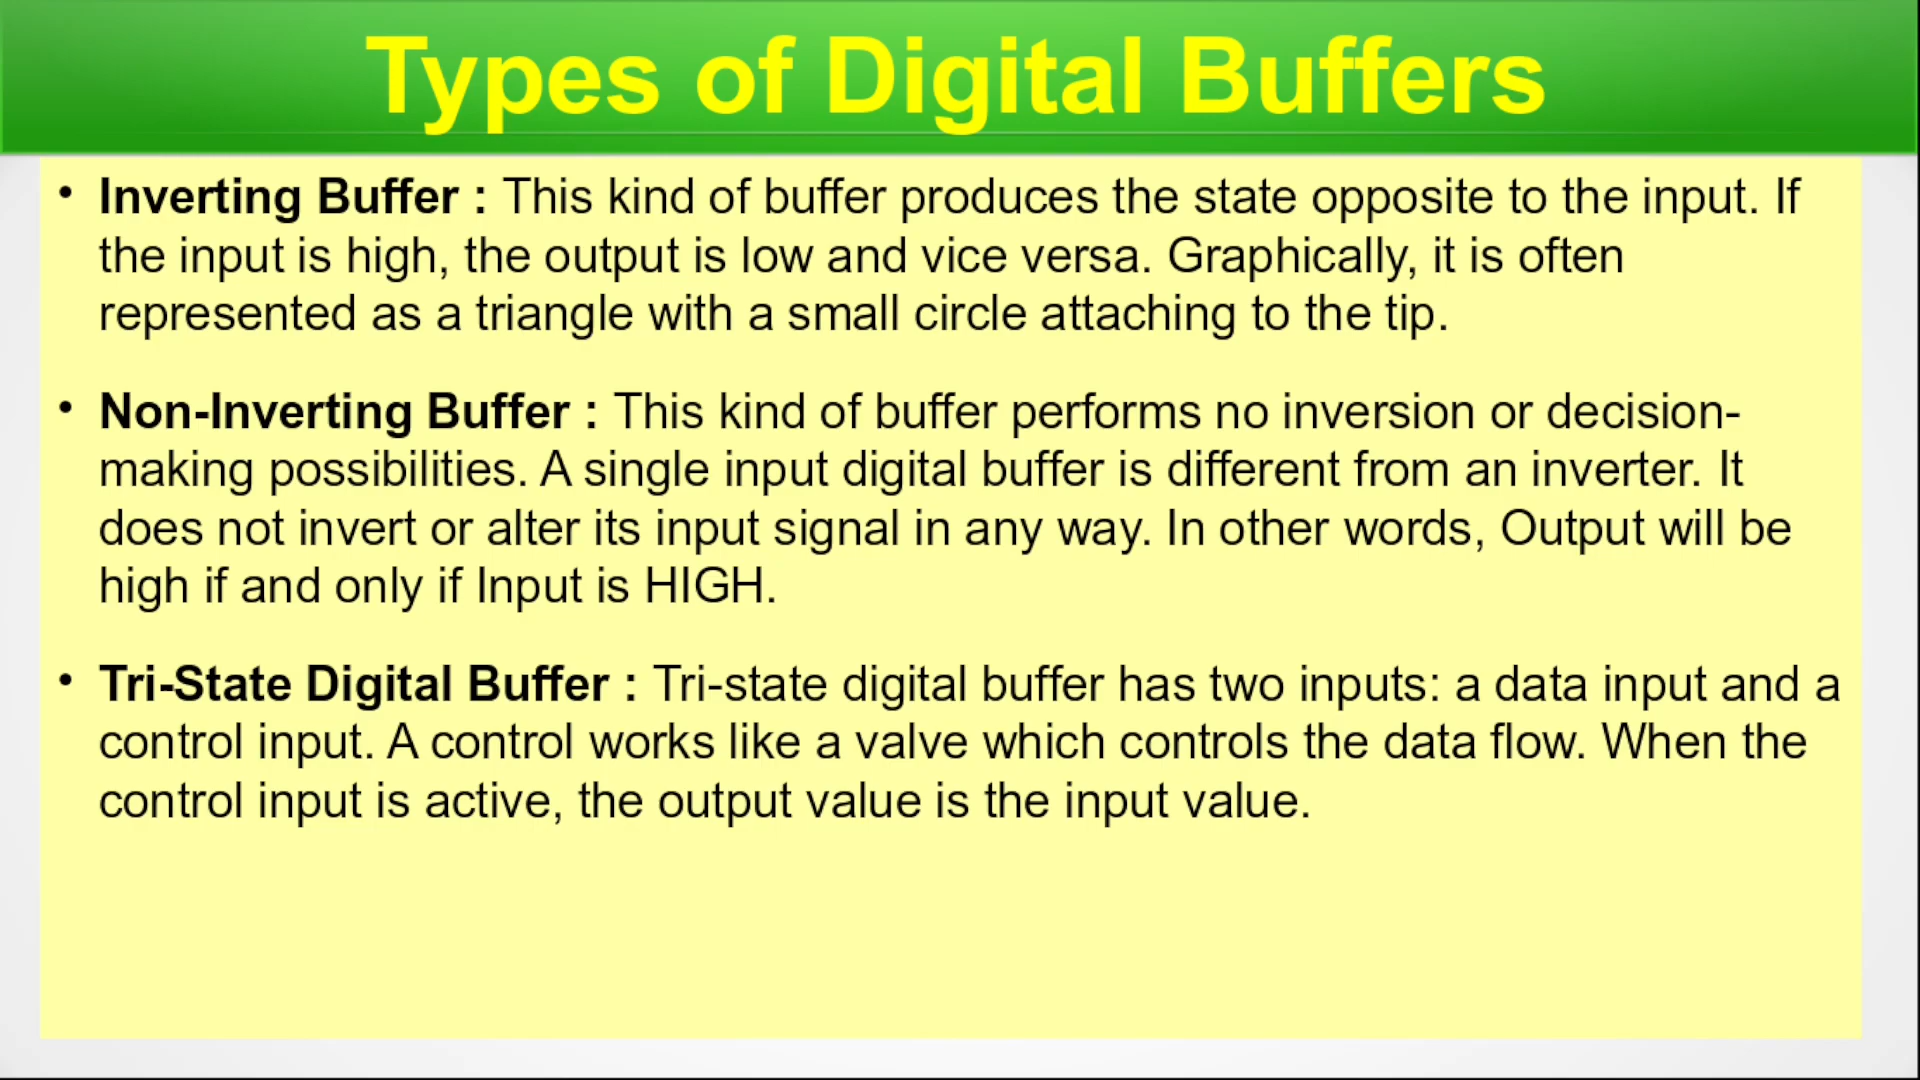 Types of Digital Buffers
• Inverting Buffer : This kind of buffer produces the state opposite to the input. If
the input is high, the output is low and vice versa. Graphically, it is often
represented as a triangle with a small circle attaching to the tip.
• Non-Inverting Buffer : This kind of buffer performs no inversion or decision-
making possibilities. A single input digital buffer is different from an inverter. It
does not invert or alter its input signal in any way. In other words, Output will be
high if and only if Input is HIGH.
• Tri-State Digital Buffer : Tri-state digital buffer has two inputs: a data input and a
control input. A control works like a valve which controls the data flow. When the
control input is active, the output value is the input value.